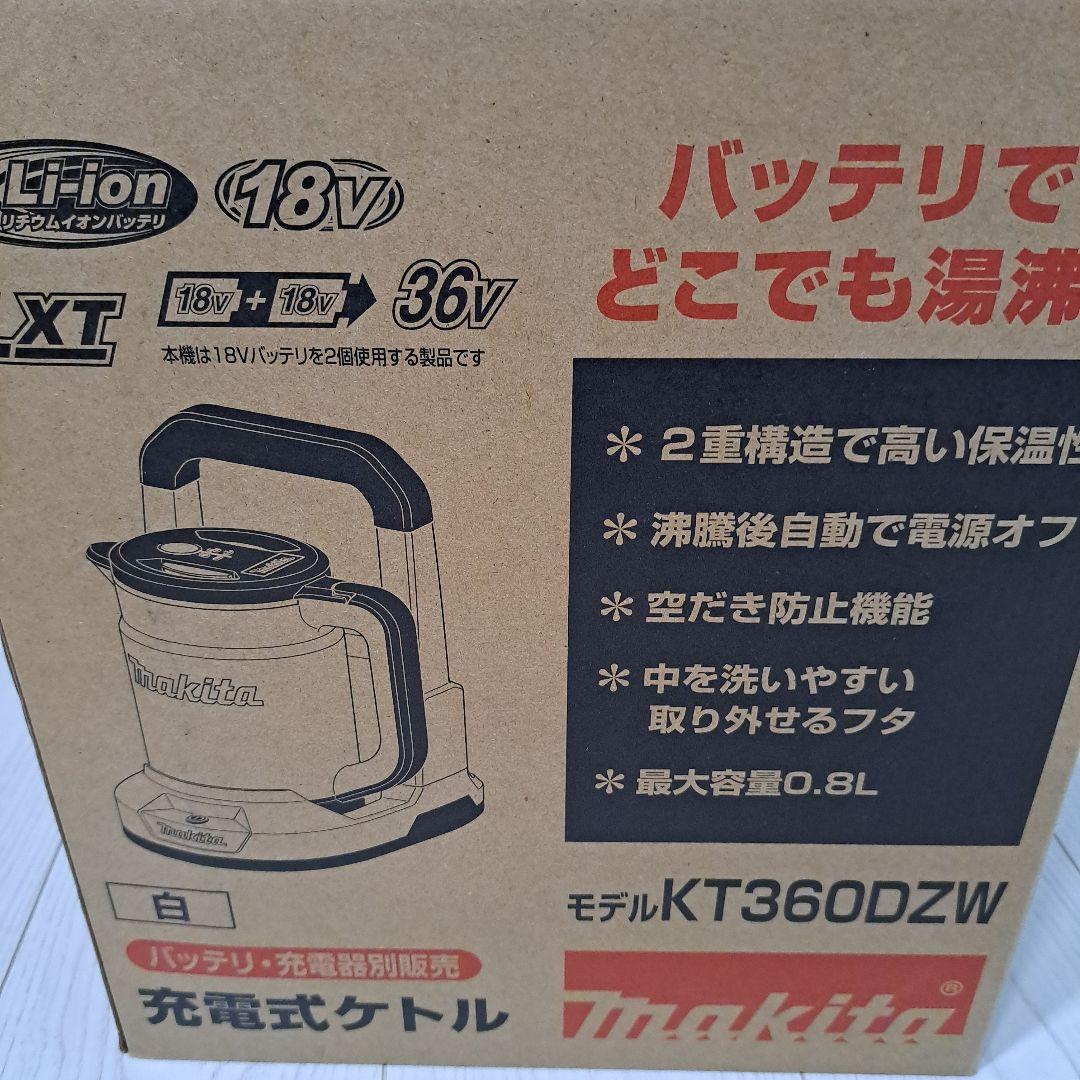 Li-ion
リチウムイオンバッテリ
18V
LXT
18V + 18V 36V
本機は18Vバッテリを2個使用する製品です
バッテリで
どこでも湯沸
＊ 2重構造で高い保温性
＊ 沸騰後自動で電源オフ
＊ 空だき防止機能
＊ 中を洗いやすい
取り外せるフタ
＊ 最大容量0.8L
makita
makita
白
モデルKT360DZW
バッテリ・充電器別販売
充電式ケトル
makita®